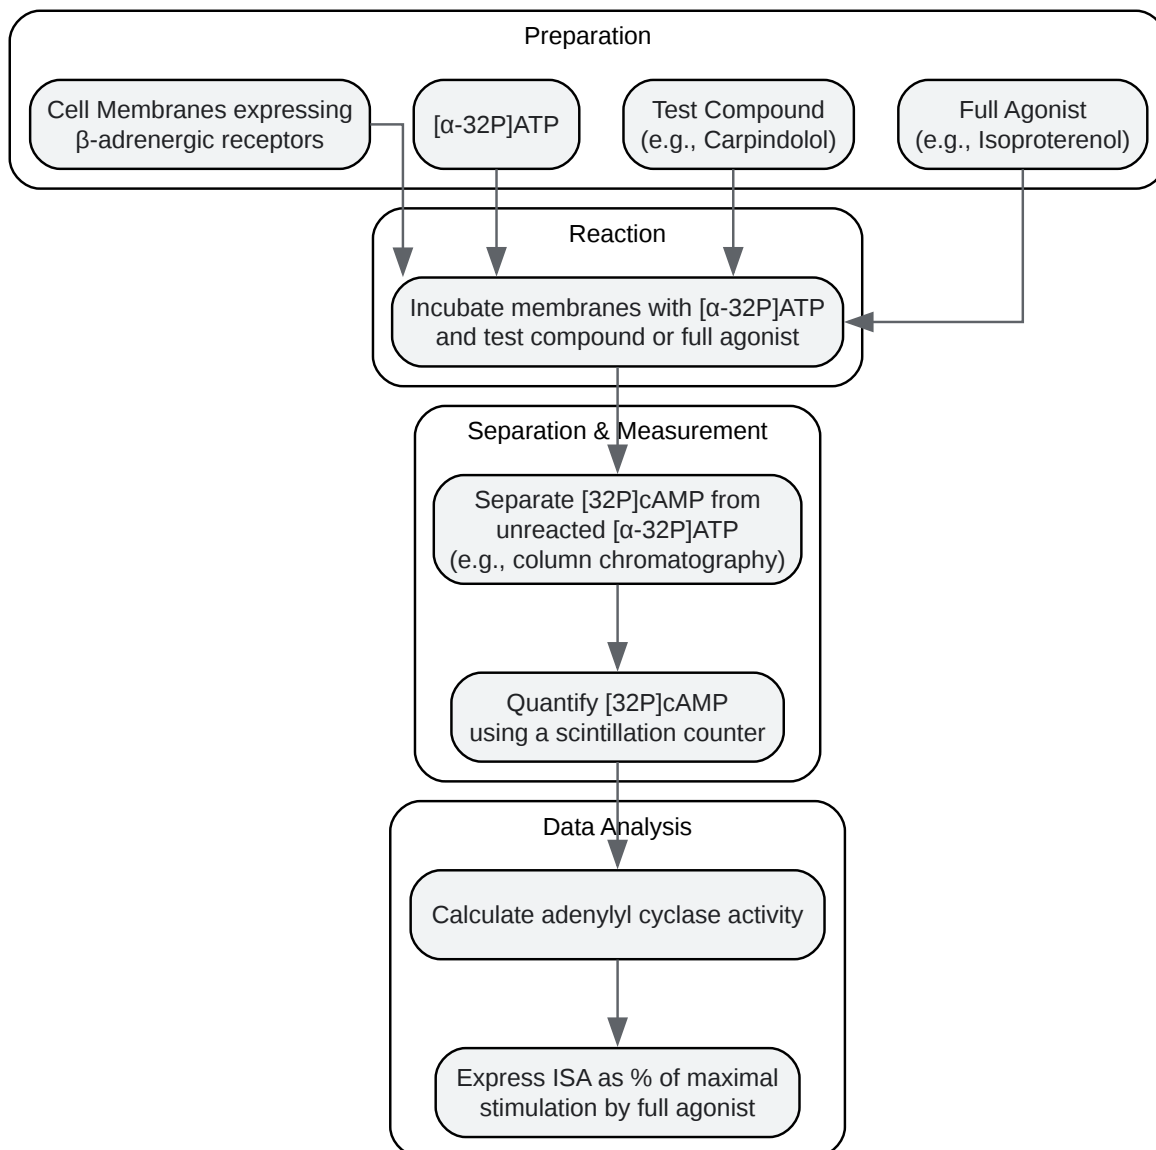 Preparation
Cell Membranes expressing
β-adrenergic receptors
[α-32P]ATP
Test Compound
(e.g., Carpindolol)
Full Agonist
(e.g., Isoproterenol)
Reaction
Incubate membranes with [α-32P]ATP
and test compound or full agonist
Separation & Measurement
Separate [32P]cAMP from
unreacted [α-32P]ATP
(e.g., column chromatography)
Quantify [32P]cAMP
using a scintillation counter
Data Analysis
Calculate adenylyl cyclase activity
Express ISA as % of maximal
stimulation by full agonist